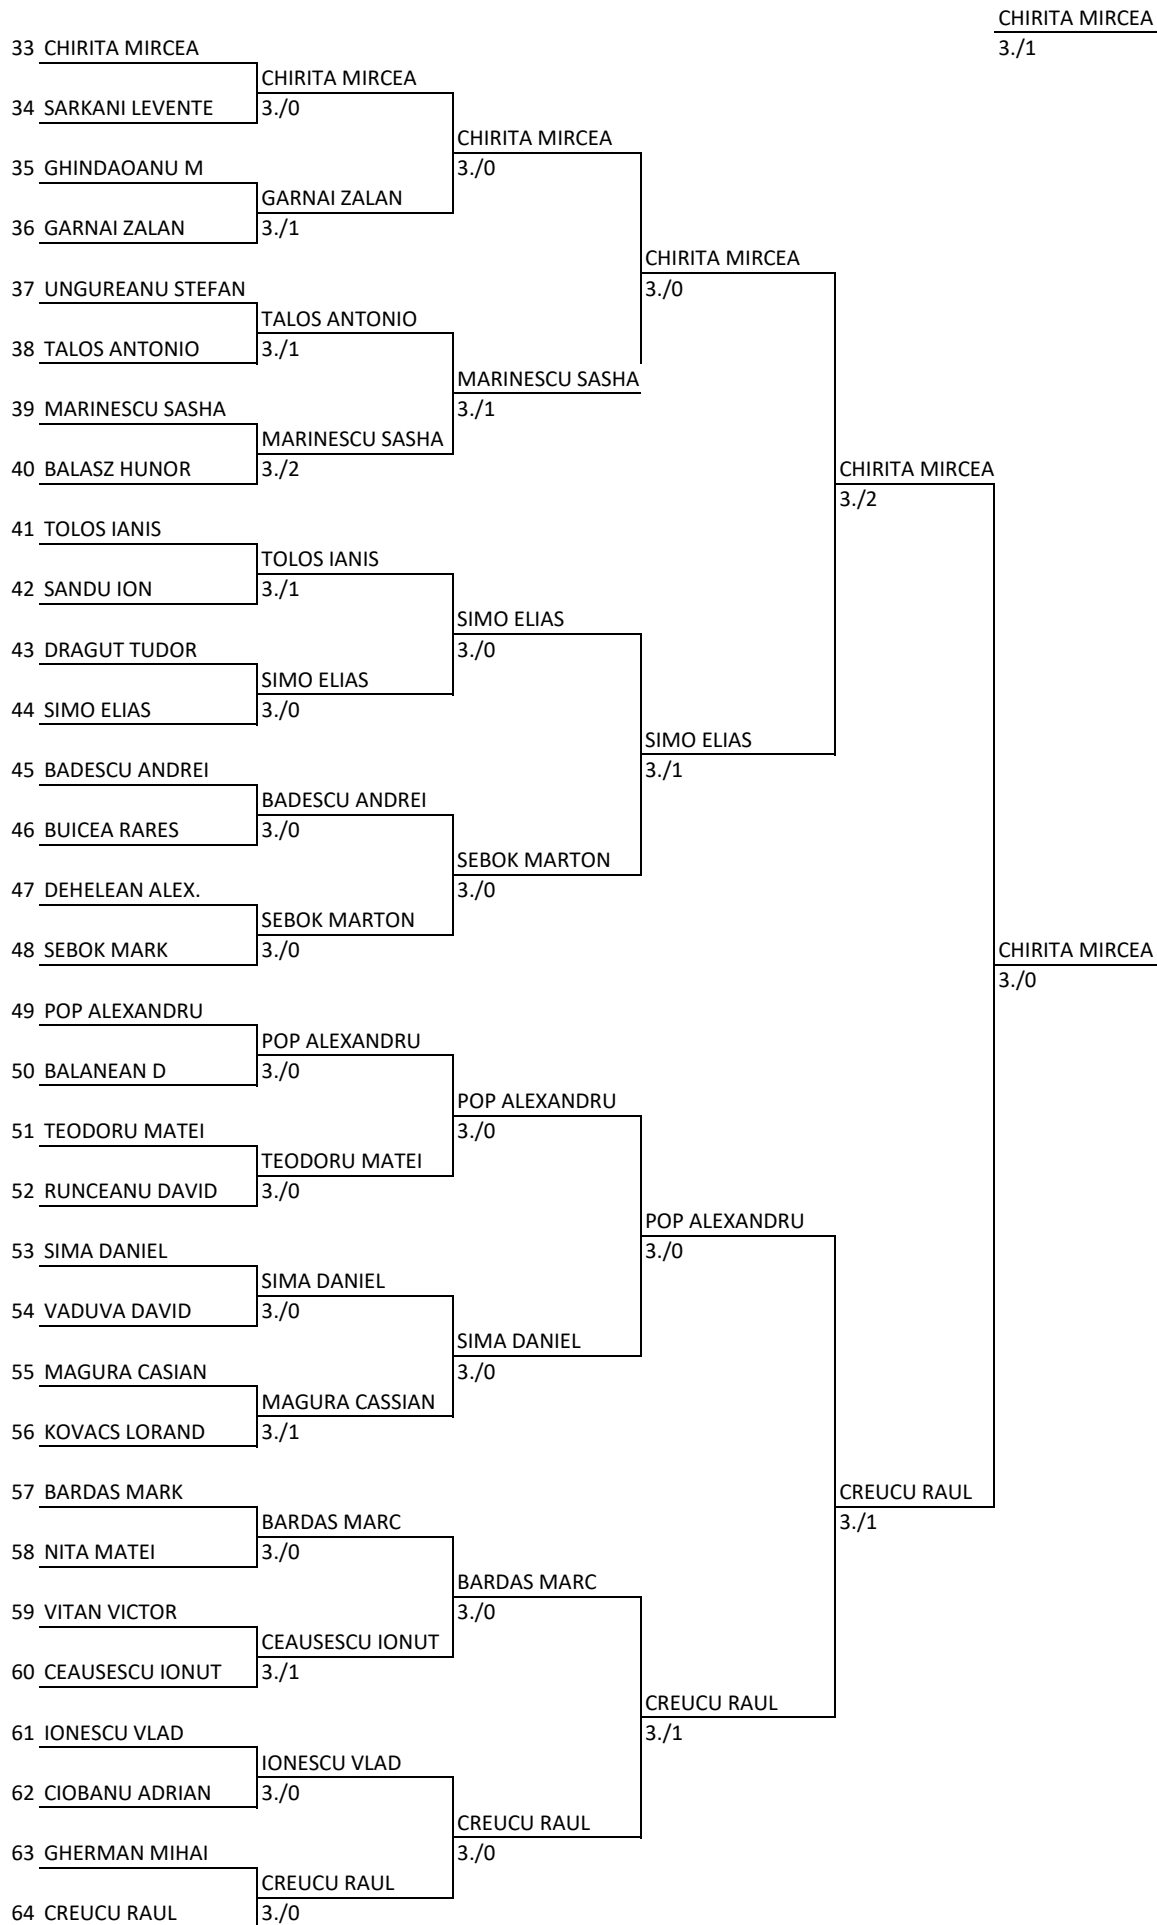 CHIRITA MIRCEA
33 CHIRITA MIRCEA 3./1
CHIRITA MIRCEA
34 SARKANI LEVENTE 3./0
CHIRITA MIRCEA
35 GHINDAOANU M 3./0
GARNAI ZALAN
36 GARNAI ZALAN 3./1
CHIRITA MIRCEA
37 UNGUREANU STEFAN 3./0
TALOS ANTONIO
38 TALOS ANTONIO 3./1
MARINESCU SASHA
39 MARINESCU SASHA 3./1
MARINESCU SASHA
40 BALASZ HUNOR 3./2 CHIRITA MIRCEA
3./2
41 TOLOS IANIS
TOLOS IANIS
42 SANDU ION 3./1
SIMO ELIAS
43 DRAGUT TUDOR 3./0
SIMO ELIAS
44 SIMO ELIAS 3./0
SIMO ELIAS
45 BADESCU ANDREI 3./1
BADESCU ANDREI
46 BUICEA RARES 3./0
SEBOK MARTON
47 DEHELEAN ALEX. 3./0
SEBOK MARTON
48 SEBOK MARK 3./0 CHIRITA MIRCEA
3./0
49 POP ALEXANDRU
POP ALEXANDRU
50 BALANEAN D 3./0
POP ALEXANDRU
51 TEODORU MATEI 3./0
TEODORU MATEI
52 RUNCEANU DAVID 3./0
POP ALEXANDRU
53 SIMA DANIEL 3./0
SIMA DANIEL
54 VADUVA DAVID 3./0
SIMA DANIEL
55 MAGURA CASIAN 3./0
MAGURA CASSIAN
56 KOVACS LORAND 3./1
57 BARDAS MARK CREUCU RAUL
BARDAS MARC 3./1
58 NITA MATEI 3./0
BARDAS MARC
59 VITAN VICTOR 3./0
CEAUSESCU IONUT
60 CEAUSESCU IONUT 3./1
CREUCU RAUL
61 IONESCU VLAD 3./1
IONESCU VLAD
62 CIOBANU ADRIAN 3./0
CREUCU RAUL
63 GHERMAN MIHAI 3./0
CREUCU RAUL
64 CREUCU RAUL 3./0